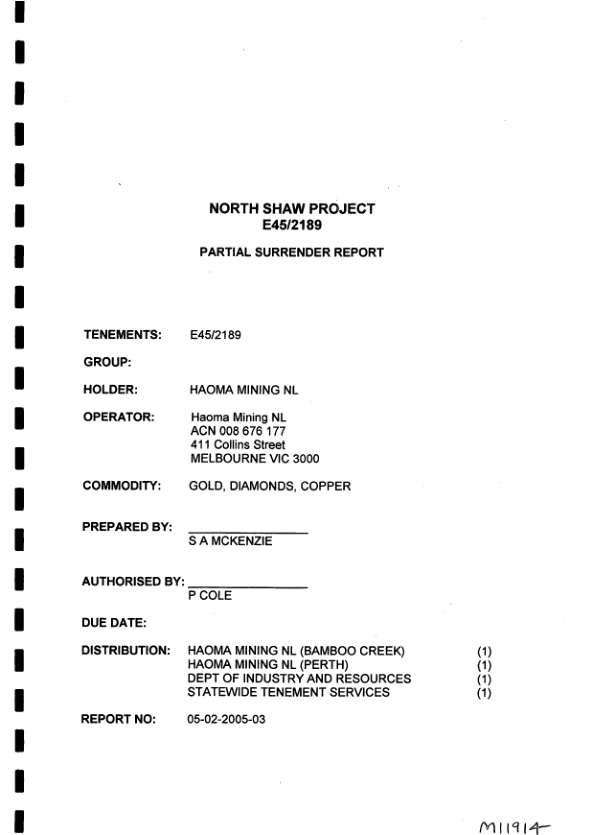 NORTH SHAW PROJECT
E45/2189
PARTIAL SURRENDER REPORT
TENEMENTS: E45/2189
GROUP:
HOLDER: HAOMA MINING NL
OPERATOR: Haoma Mining NL
ACN 008 676 177
411 Collins Street
MELBOURNE VIC 3000
COMMODITY: GOLD, DIAMONDS, COPPER
PREPARED BY:
S A MCKENZIE
AUTHORISED BY:
P COLE
DUE DATE:
DISTRIBUTION: HAOMA MINING NL (BAMBOO CREEK) (1)
HAOMA MINING NL (PERTH) (1)
DEPT OF INDUSTRY AND RESOURCES (1)
STATEWIDE TENEMENT SERVICES (1)
REPORT NO: 05-02-2005-03
M11914